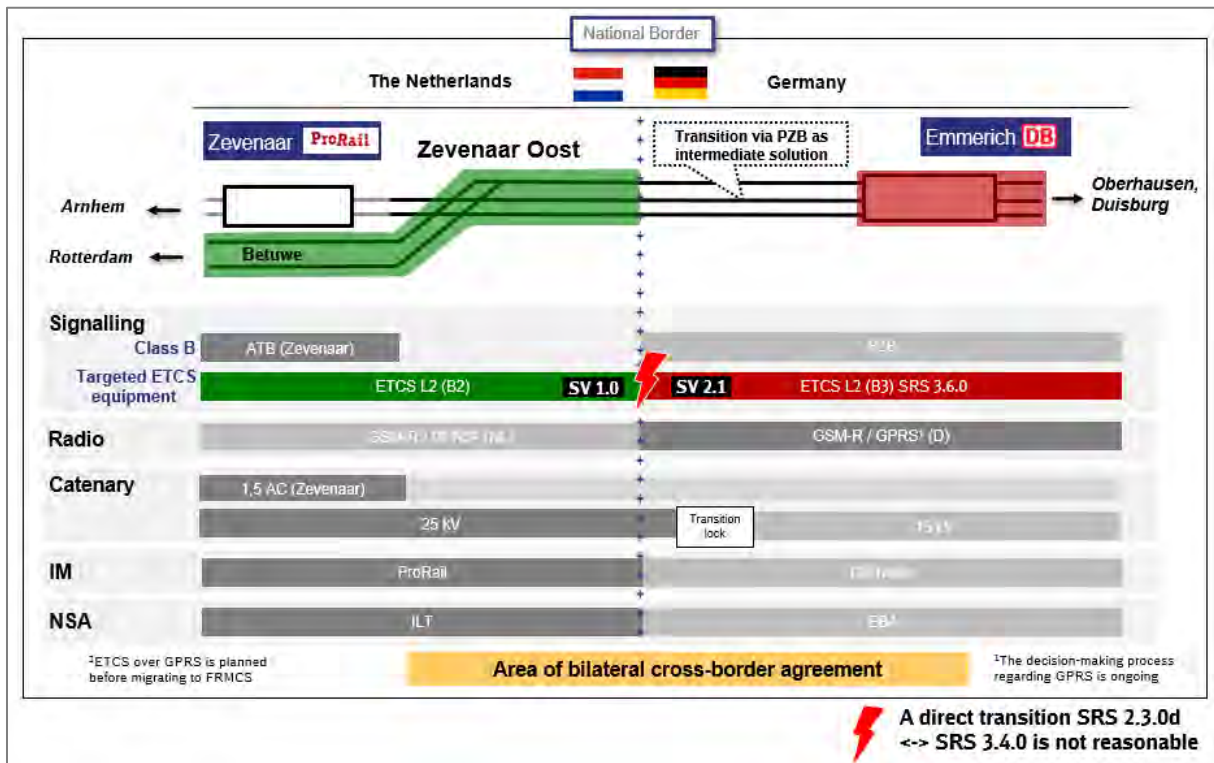 National Border
The Netherlands
Germany
Zevenaar ProRail
Zevenaar Oost
Transition via PZB as
intermediate solution
Emmerich DB
Arnhem
Oberhausen,
Duisburg
Rotterdam
Betuwe
Signalling
Class B
ATB (Zevenaar)
PZB
Targeted ETCS
equipment
ETCS L2 (B2)
SV 1.0
SV 2.1
ETCS L2 (B3) SRS 3.6.0
Radio
GSM-R / GPRS¹ (D)
Catenary
1,5 AC (Zevenaar)
25 kV
Transition
lock
15 kV
IM
ProRail
NSA
ILT
EBA
²ETCS over GPRS is planned
before migrating to FRMCS
Area of bilateral cross-border agreement
¹The decision-making process
regarding GPRS is ongoing
A direct transition SRS 2.3.0d
<-> SRS 3.4.0 is not reasonable